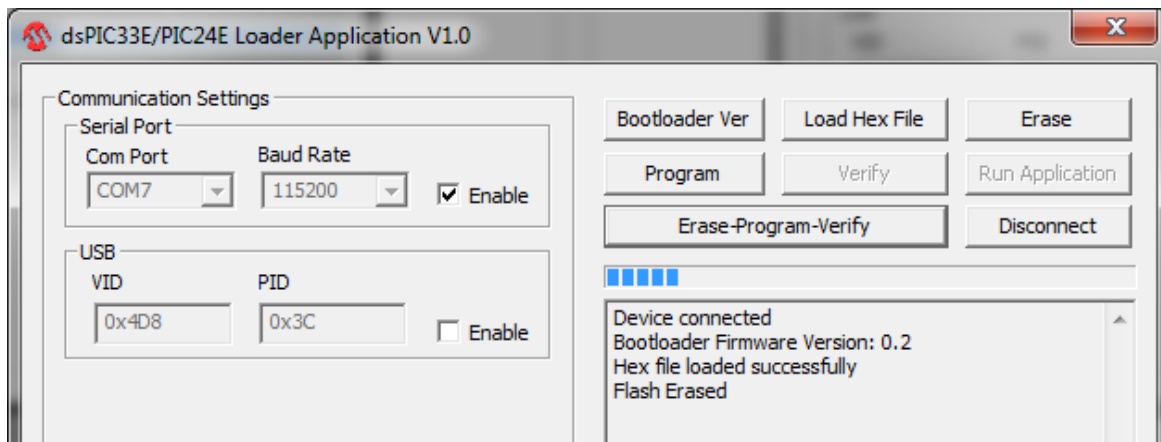 dsPIC33E/PIC24E Loader Application V1.0
Communication Settings
Serial Port
Com Port Baud Rate
COM7 115200 Enable
USB
VID PID
0x4D8 0x3C Enable
Bootloader Ver Load Hex File Erase
Program Verify Run Application
Erase-Program-Verify Disconnect
Device connected
Bootloader Firmware Version: 0.2
Hex file loaded successfully
Flash Erased